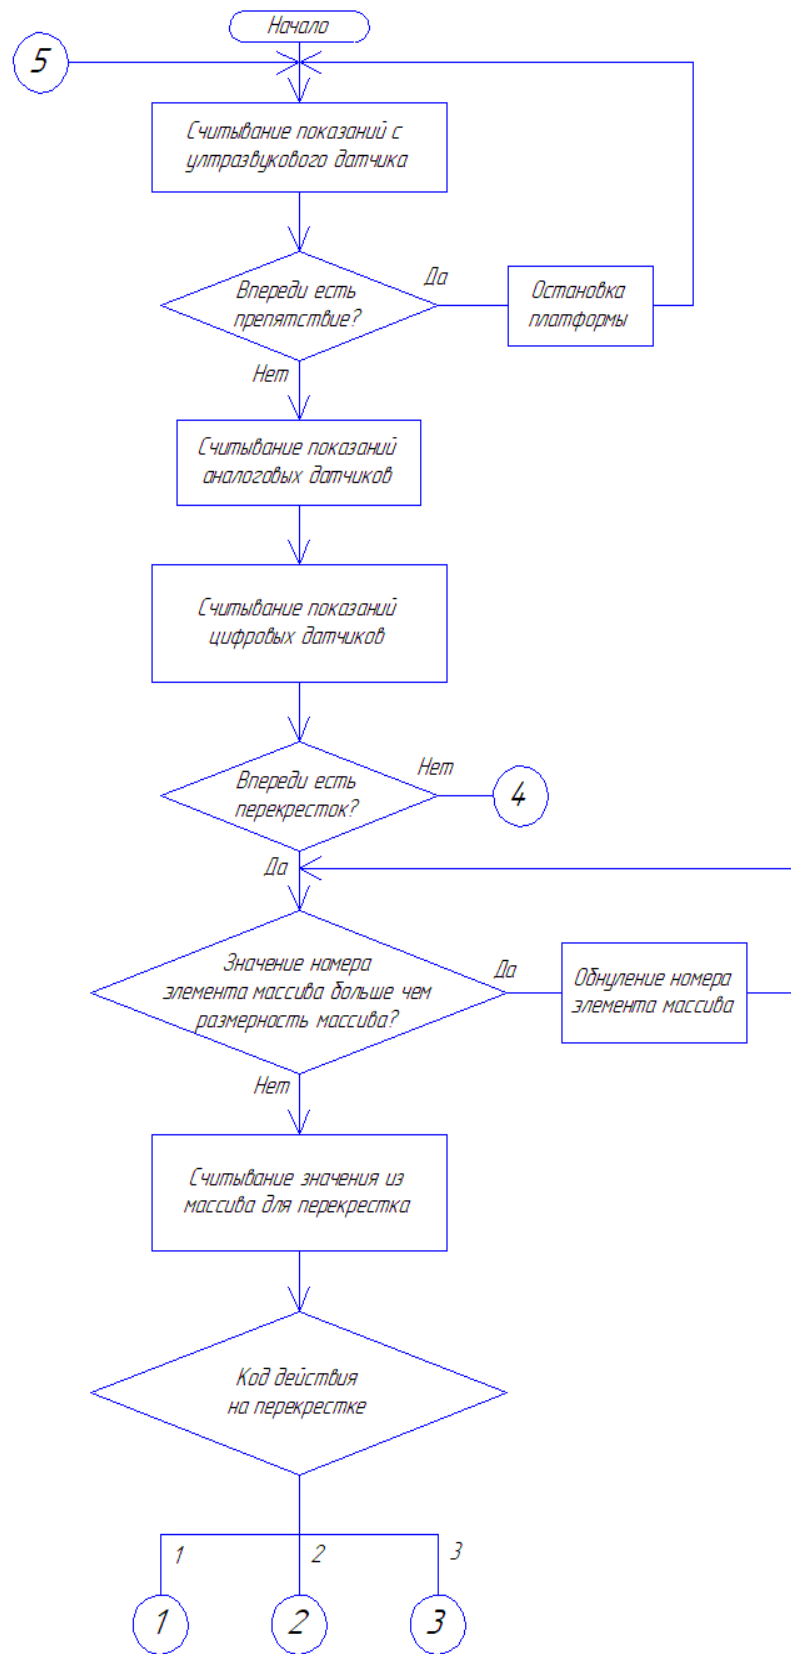 Начало
5
Считывание показаний с
ултразвукового датчика
Впереди есть
препятствие?
Да
Остановка
платформы
Нет
Считывание показаний
аналоговых датчиков
Считывание показаний
цифровых датчиков
Впереди есть
перекресток?
Нет
4
Да
Значение номера
элемента массива больше чем
размерность массива?
Да
Обнуление номера
элемента массива
Нет
Считывание значения из
массива для перекрестка
Код действия
на перекрестке
1
2
3
1
2
3